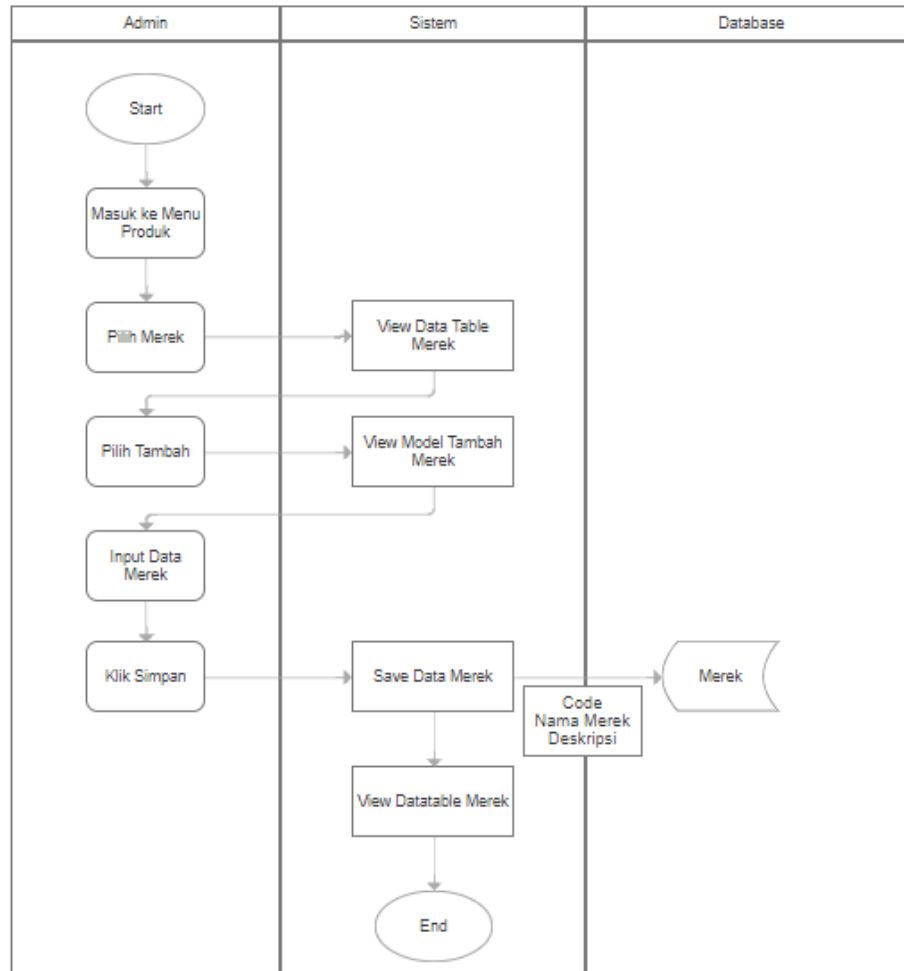 Admin
Sistem
Database
Start
Masuk ke Menu
Produk
Pilih Merek
View Data Table
Merek
Pilih Tambah
View Model Tambah
Merek
Input Data
Merek
Klik Simpan
Save Data Merek
Code
Nama Merek
Deskripsi
Merek
View Datatable Merek
End